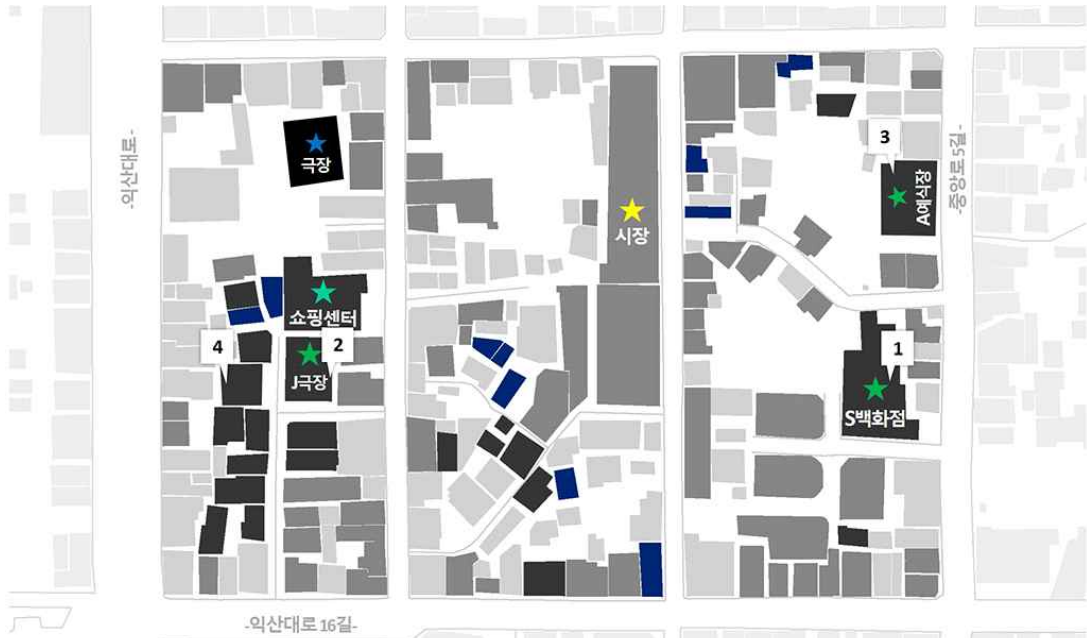 -익산대로-
극장
시장
3
A예식장
-중앙로 5길-
쇼핑센터
4
2
J극장
1
S백화점
-익산대로 16길-